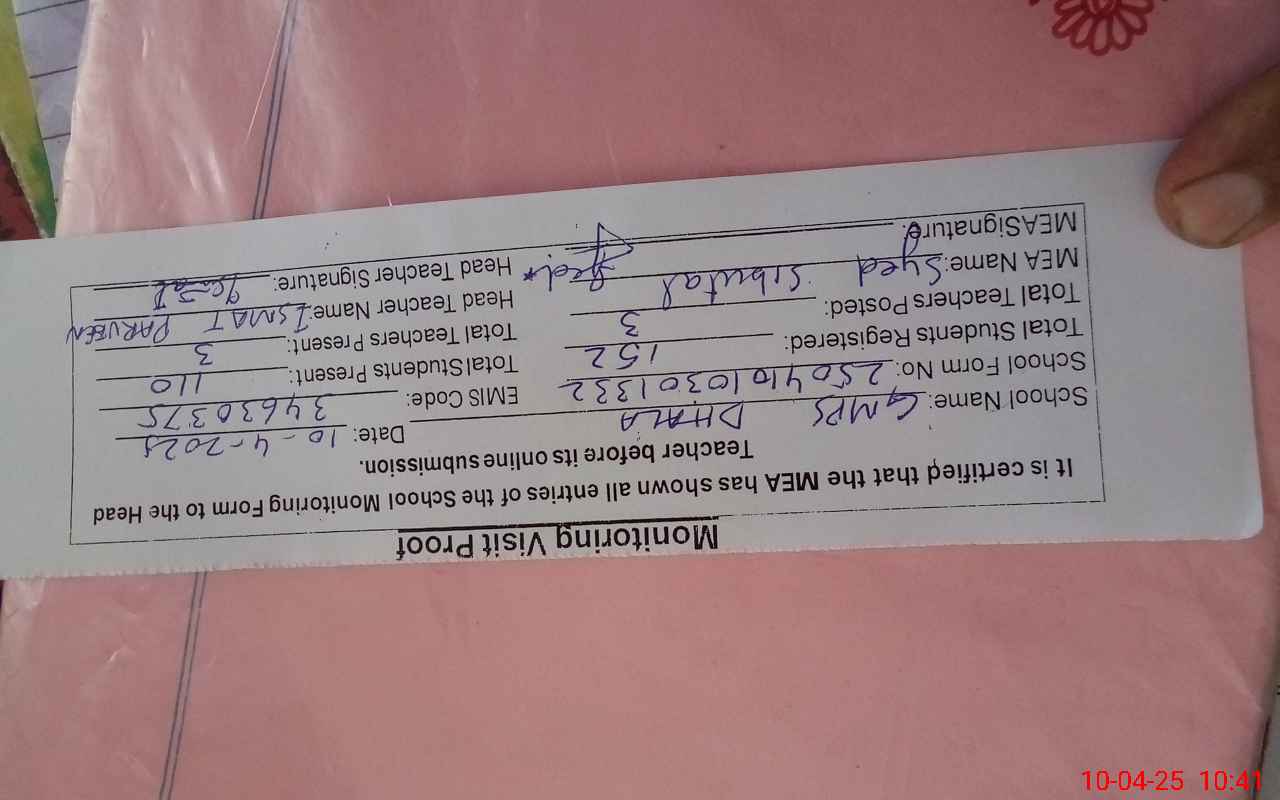 Monitoring Visit Proof
It is certified that the MEA has shown all entries of the School Monitoring Form to the Head
Teacher before its online submission.
School Name: GMPS DHALA Date: 10-4-2025
School Form No: 2504101030 1332 EMIS Code: 34630375
Total Students Registered: 152 Total Students Present: 110
Total Teachers Posted: 3 Total Teachers Present: 3
MEA Name: Syed Sibutal Head Teacher Name: ISMAT PARVEEN
MEASignature: Head Teacher Signature:
10-04-25 10:41